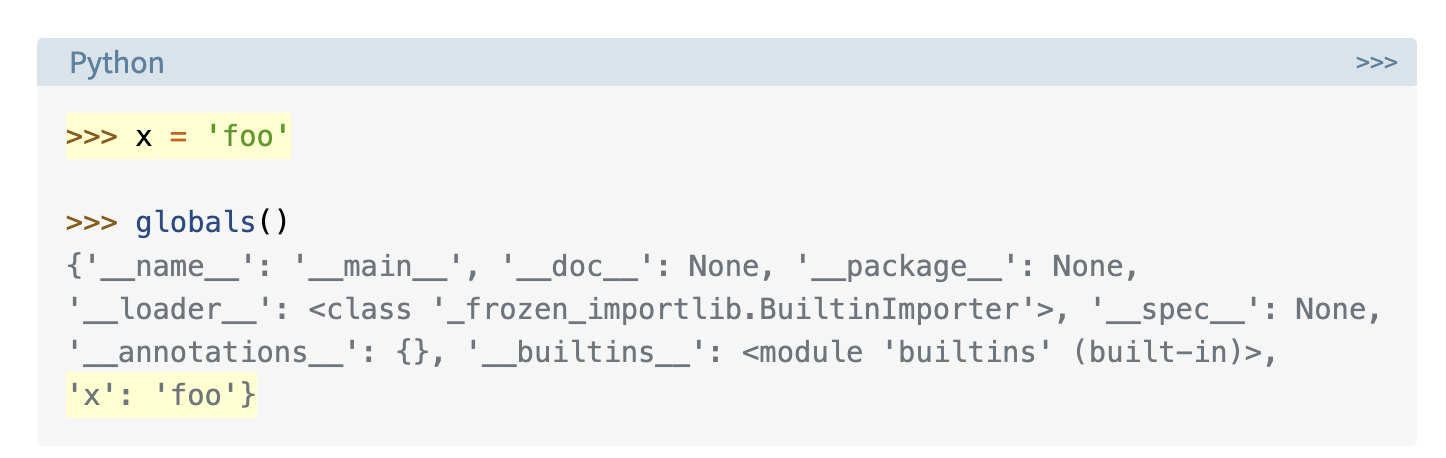 Python >>>
>>> x = 'foo'
>>> globals()
{'__name__': '__main__', '__doc__': None, '__package__': None,
'__loader__': <class '_frozen_importlib.BuiltinImporter'>, '__spec__': None,
'__annotations__': {}, '__builtins__': <module 'builtins' (built-in)>,
'x': 'foo'}